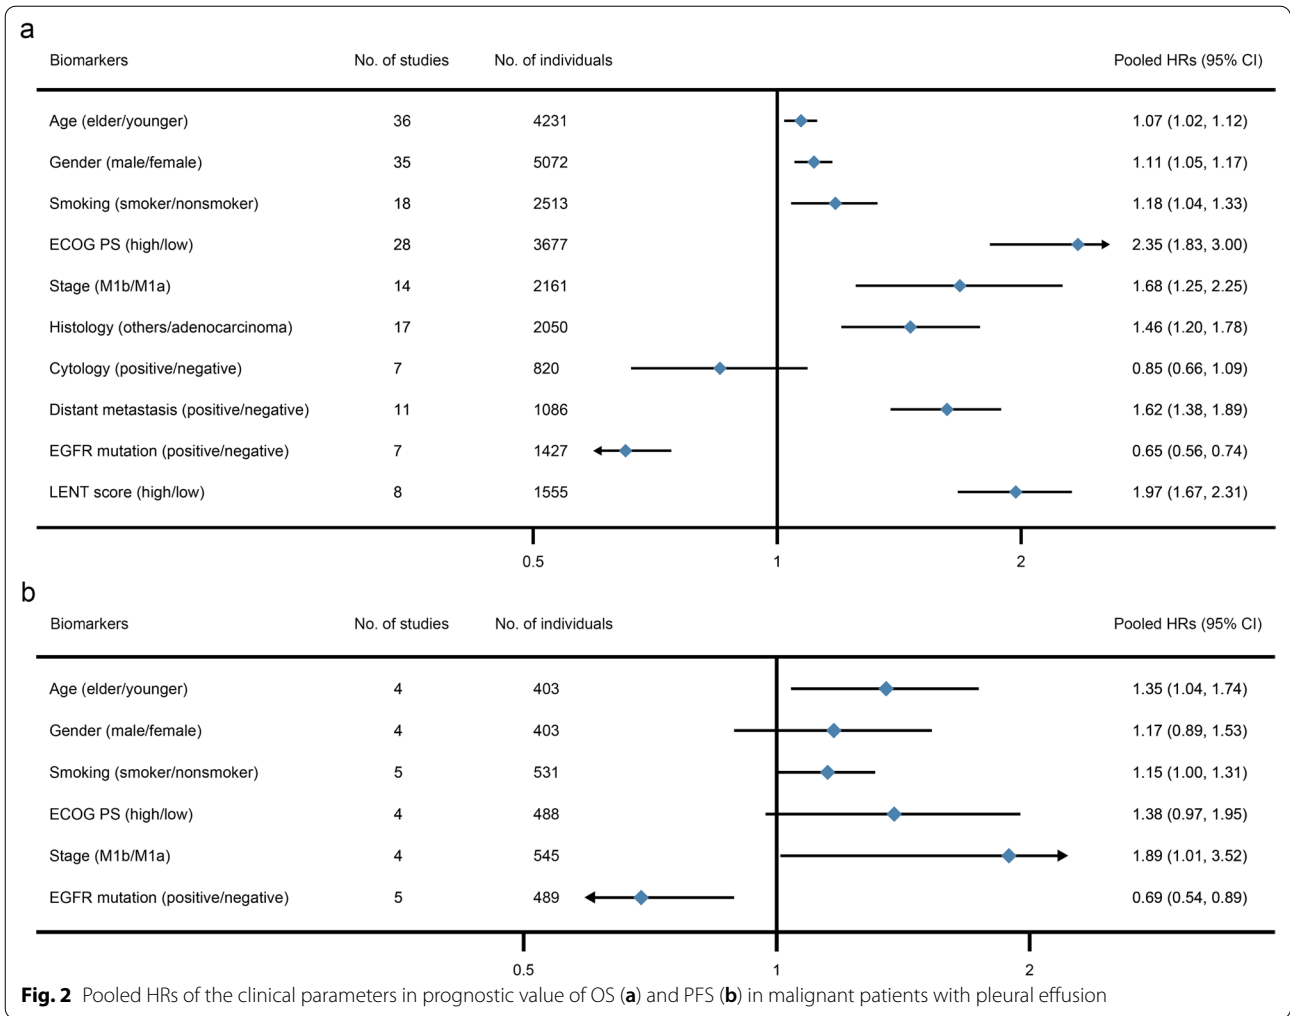 a
Biomarkers No. of studies No. of individuals Pooled HRs (95% CI)
Age (elder/younger) 36 4231 1.07 (1.02, 1.12)
Gender (male/female) 35 5072 1.11 (1.05, 1.17)
Smoking (smoker/nonsmoker) 18 2513 1.18 (1.04, 1.33)
ECOG PS (high/low) 28 3677 2.35 (1.83, 3.00)
Stage (M1b/M1a) 14 2161 1.68 (1.25, 2.25)
Histology (others/adenocarcinoma) 17 2050 1.46 (1.20, 1.78)
Cytology (positive/negative) 7 820 0.85 (0.66, 1.09)
Distant metastasis (positive/negative) 11 1086 1.62 (1.38, 1.89)
EGFR mutation (positive/negative) 7 1427 0.65 (0.56, 0.74)
LENT score (high/low) 8 1555 1.97 (1.67, 2.31)
0.5 1 2
b
Biomarkers No. of studies No. of individuals Pooled HRs (95% CI)
Age (elder/younger) 4 403 1.35 (1.04, 1.74)
Gender (male/female) 4 403 1.17 (0.89, 1.53)
Smoking (smoker/nonsmoker) 5 531 1.15 (1.00, 1.31)
ECOG PS (high/low) 4 488 1.38 (0.97, 1.95)
Stage (M1b/M1a) 4 545 1.89 (1.01, 3.52)
EGFR mutation (positive/negative) 5 489 0.69 (0.54, 0.89)
0.5 1 2
Fig. 2 Pooled HRs of the clinical parameters in prognostic value of OS (a) and PFS (b) in malignant patients with pleural effusion